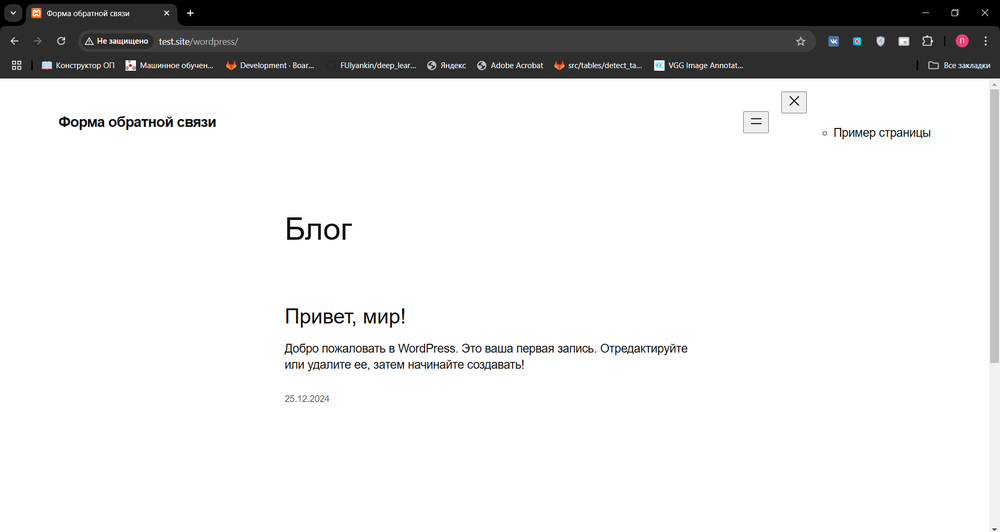 Форма обратной связи
Не защищено
test.site/wordpress/
П
Конструктор ОП
Машинное обучен...
Development · Boar...
FUlyankin/deep_lear...
Яндекс
Adobe Acrobat
src/tables/detect_ta...
VGG Image Annotat...
Все закладки
Форма обратной связи
Пример страницы
Блог
Привет, мир!
Добро пожаловать в WordPress. Это ваша первая запись. Отредактируйте
или удалите ее, затем начинайте создавать!
25.12.2024